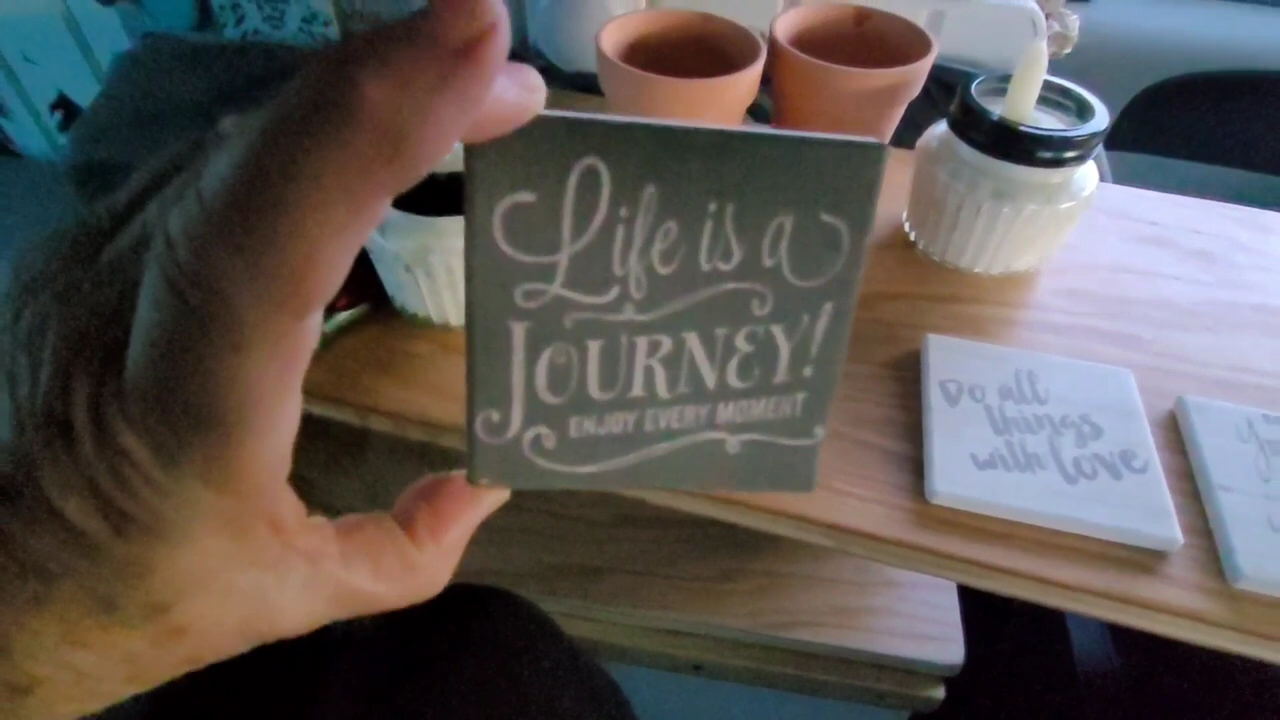 Life is a
JOURNEY!
ENJOY EVERY MOMENT
Do all
things
with love